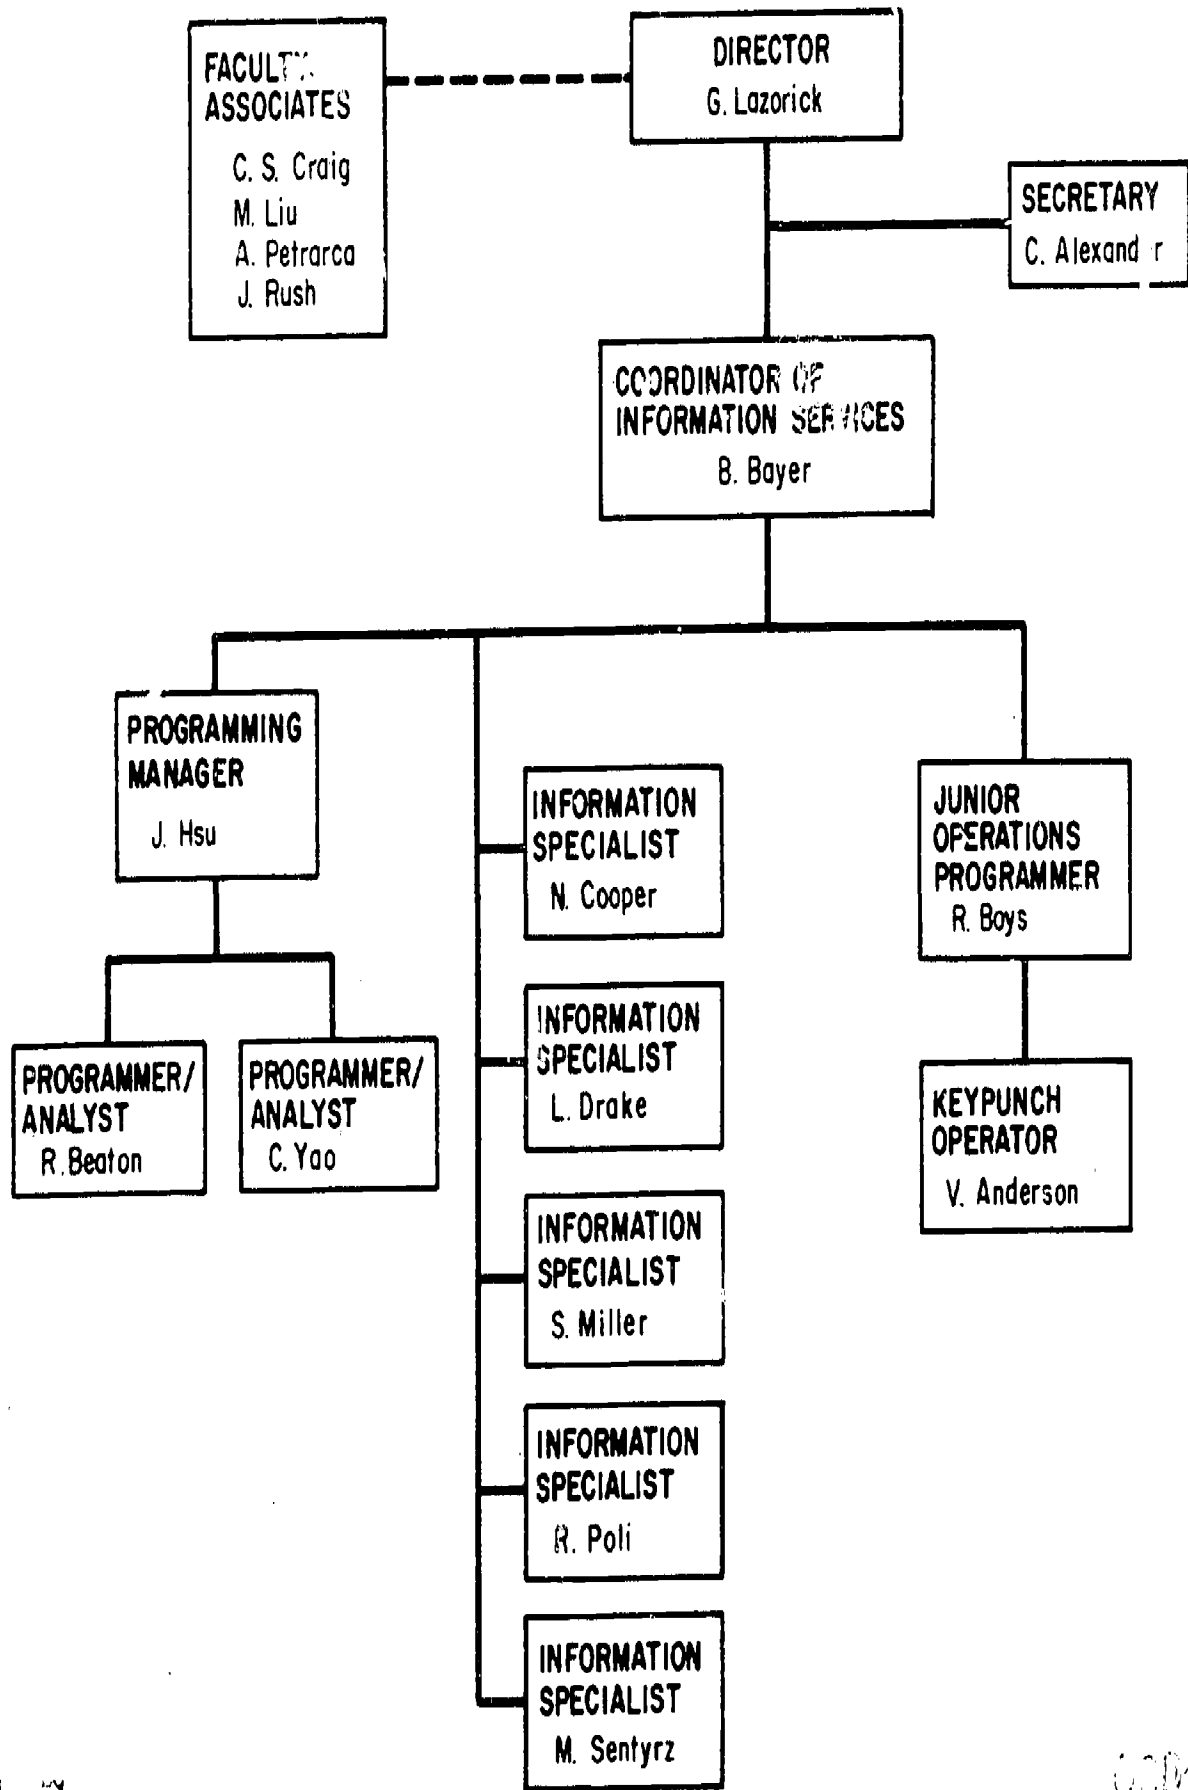 FACULTY
ASSOCIATES
C. S. Craig
M. Liu
A. Petrarca
J. Rush
DIRECTOR
G. Lazorick
SECRETARY
C. Alexand r
COORDINATOR OF
INFORMATION SERVICES
B. Bayer
PROGRAMMING
MANAGER
J. Hsu
PROGRAMMER/
ANALYST
R. Beaton
PROGRAMMER/
ANALYST
C. Yao
INFORMATION
SPECIALIST
N. Cooper
INFORMATION
SPECIALIST
L. Drake
INFORMATION
SPECIALIST
S. Miller
INFORMATION
SPECIALIST
R. Poli
INFORMATION
SPECIALIST
M. Sentyrz
JUNIOR
OPERATIONS
PROGRAMMER
R. Boys
KEYPUNCH
OPERATOR
V. Anderson